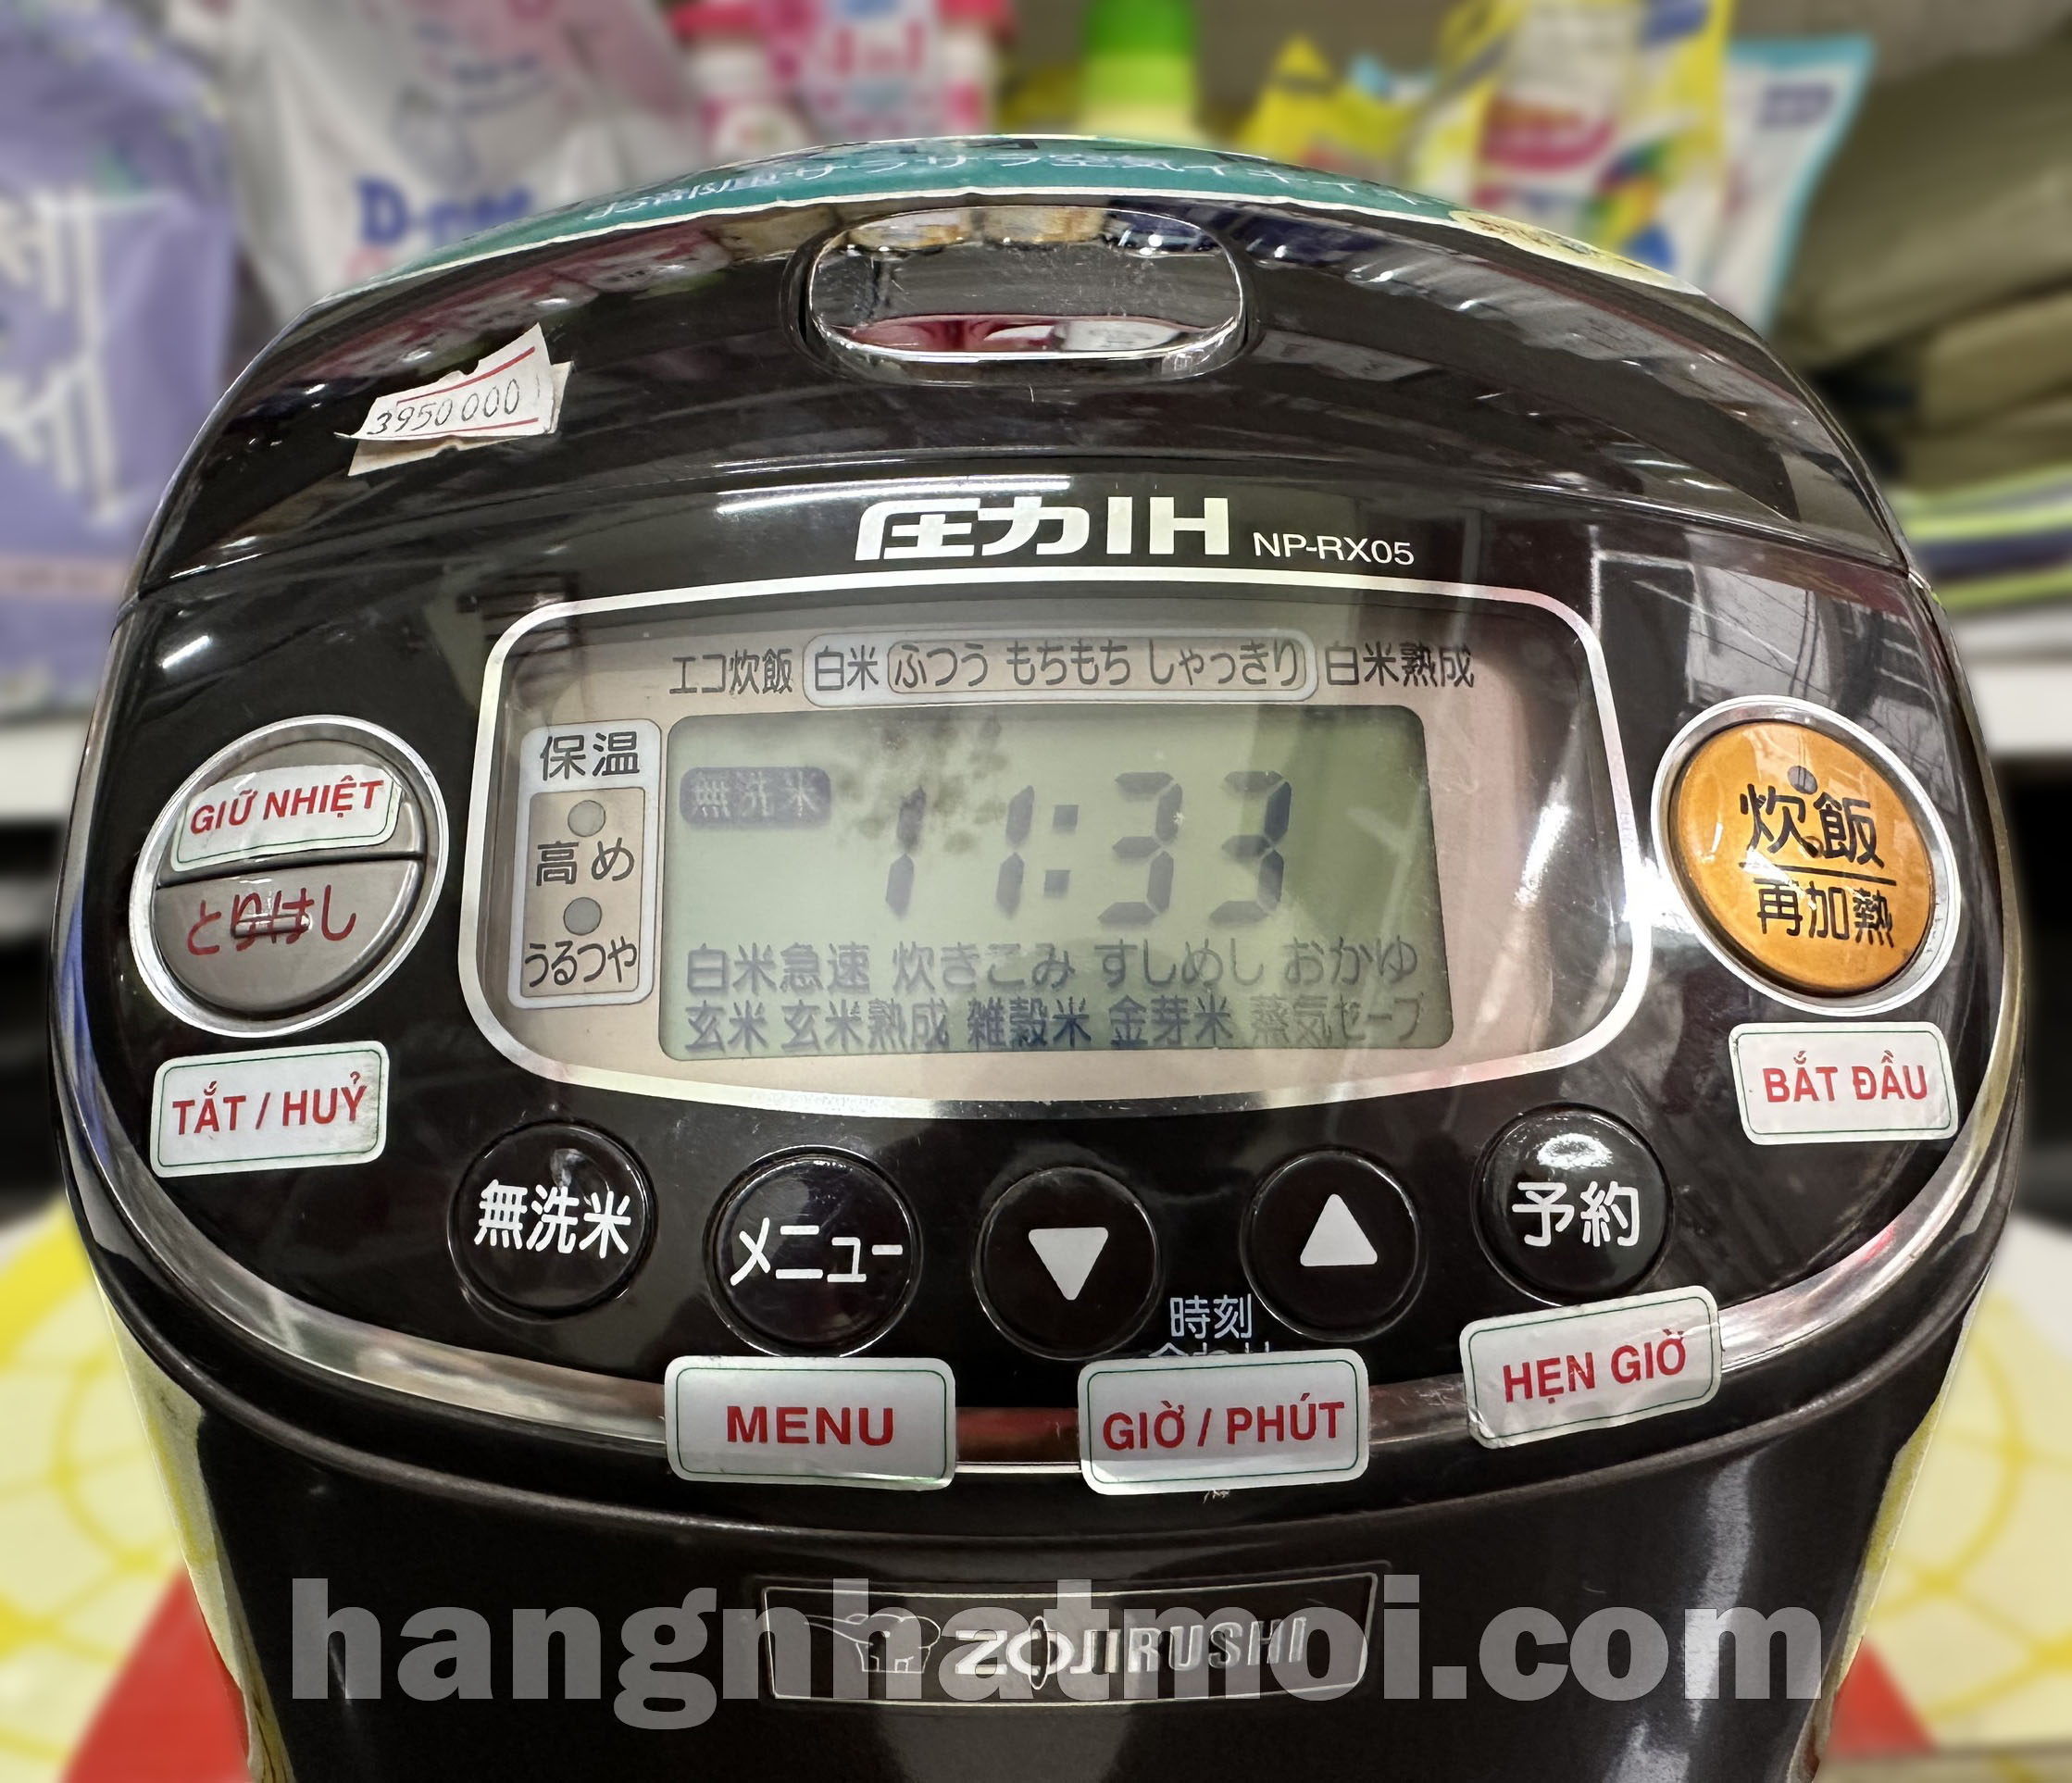 3950 000
圧力IH NP-RX05
エコ炊飯 白米 ふつう もちもち しゃっきり 白米熟成
保温
高め
うるつや
無洗米
11:33
白米急速 炊きこみ すしめし おかゆ
玄米 玄米熟成 雑穀米 金芽米 蒸気セーブ
GIỮ NHIỆT
とりけし
TẮT / HUỶ
炊飯
再加熱
BẮT ĐẦU
無洗米
メニュー
時刻
予約
MENU
GIỜ / PHÚT
HẸN GIỜ
ZOJIRUSHI
hangnhatmoi.com